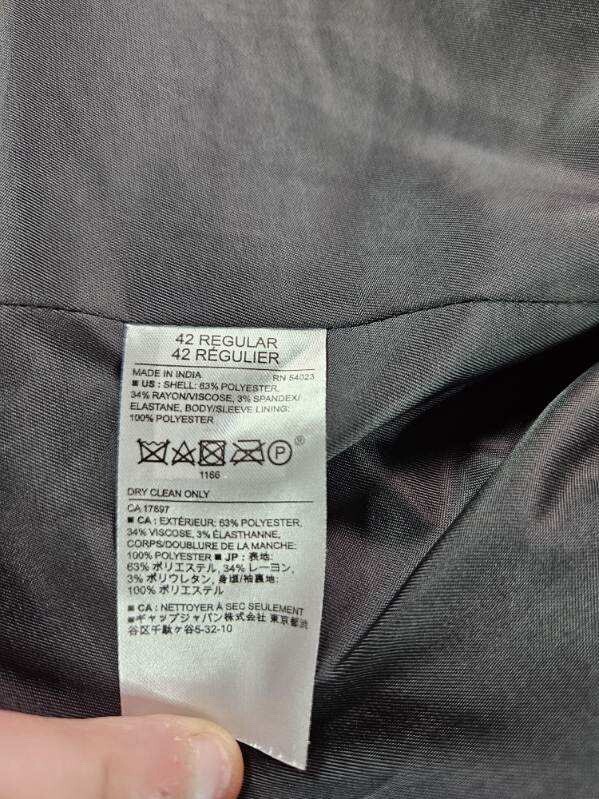 42 REGULAR
42 RÉGULIER
MADE IN INDIA RN 54023
■ US : SHELL: 63% POLYESTER,
34% RAYON/VISCOSE, 3% SPANDEX/
ELASTANE, BODY/SLEEVE LINING:
100% POLYESTER
P ®
1166
DRY CLEAN ONLY
CA 17897
■ CA : EXTÉRIEUR: 63% POLYESTER,
34% VISCOSE, 3% ÉLASTHANNE,
CORPS/DOUBLURE DE LA MANCHE:
100% POLYESTER ■ JP : 表地:
63% ポリエステル, 34% レーヨン,
3% ポリウレタン, 身頃/袖裏地:
100% ポリエステル
■ CA : NETTOYER À SEC SEULEMENT
■ギャップジャパン株式会社 東京都渋
谷区千駄ヶ谷5-32-10